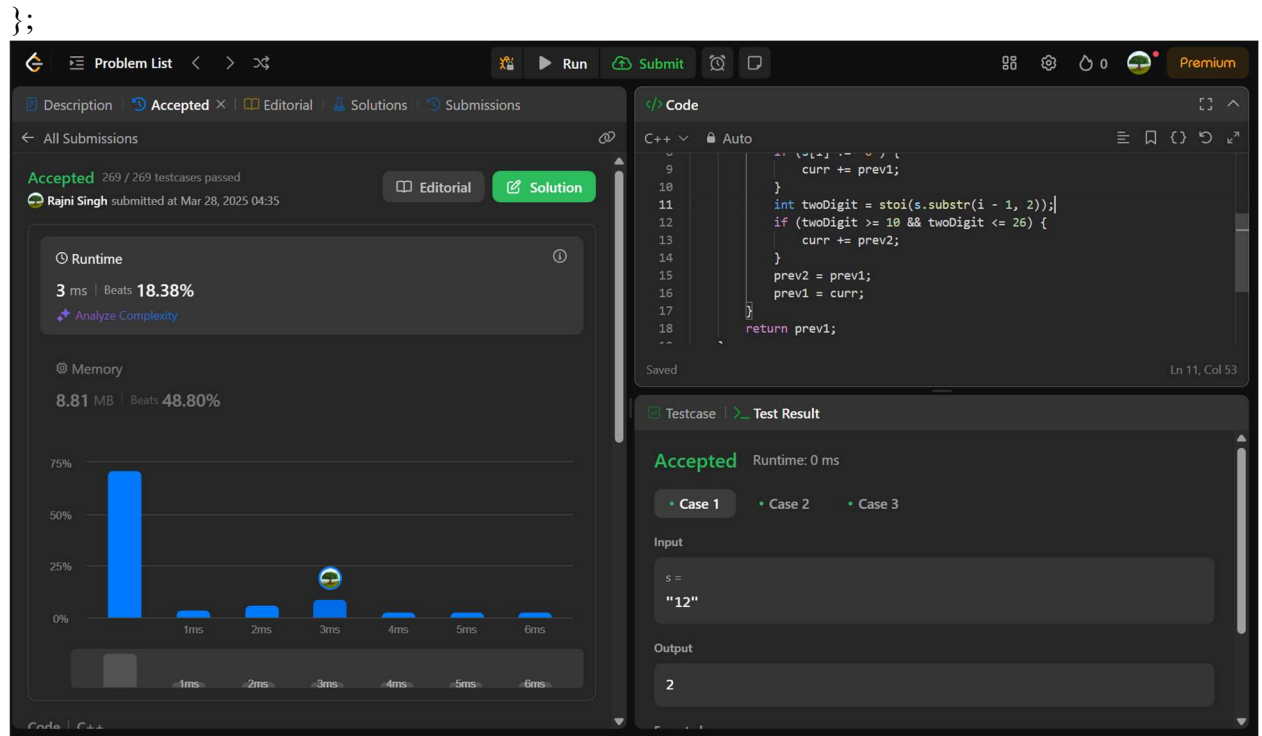 };
Problem List
Run
Submit
0
Premium
Description
Accepted
Editorial
Solutions
Submissions
All Submissions
Accepted 269 / 269 testcases passed
Rajni Singh submitted at Mar 28, 2025 04:35
Editorial
Solution
Runtime
3 ms | Beats 18.38%
Analyze Complexity
Memory
8.81 MB | Beats 48.80%
75%
50%
25%
0%
1ms 2ms 3ms 4ms 5ms 6ms
1ms 2ms 3ms 4ms 5ms 6ms
Code | C++
</> Code
C++ Auto
9 curr += prev1;
10 }
11 int twoDigit = stoi(s.substr(i - 1, 2));
12 if (twoDigit >= 10 && twoDigit <= 26) {
13 curr += prev2;
14 }
15 prev2 = prev1;
16 prev1 = curr;
17 }
18 return prev1;
Saved
Ln 11, Col 53
Testcase | >_ Test Result
Accepted Runtime: 0 ms
• Case 1 • Case 2 • Case 3
Input
s =
"12"
Output
2